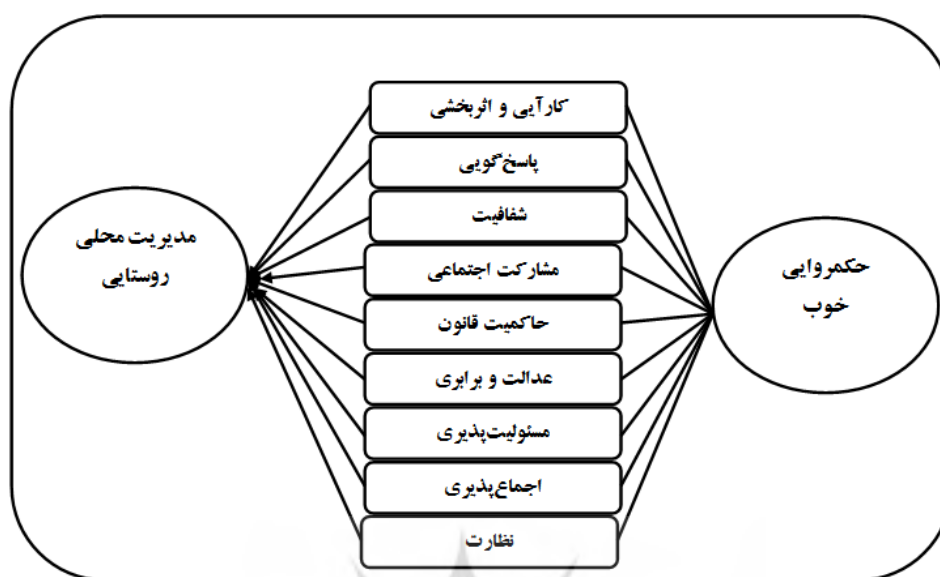 کارآیی و اثربخشی
پاسخ‌گویی
شفافیت
مشارکت اجتماعی
حاکمیت قانون
عدالت و برابری
مسئولیت‌پذیری
اجماع‌پذیری
نظارت
حکمروایی
خوب
مدیریت محلی
روستایی